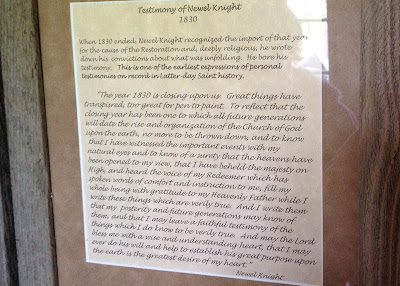 Testimony of Newel Knight
1830
When 1830 ended, Newel Knight recognized the import of that year
for the cause of the Restoration and, deeply religious, he wrote
down his convictions about what was unfolding. He bore his
testimony. This is one of the earliest expressions of personal
testimonies on record in Latter-day Saint history.
"The year 1830 is closing upon us. Great things have
transpired, too great for pen to paint. To reflect that the
closing year has been one to which all future generations
will date the rise and organization of the Church of God
upon the earth, no more to be thrown down; and to know
that I have witnessed the important events with my
natural eyes and to know of a surety that the heavens have
been opened to my view, that I have beheld the majesty on
High, and heard the voice of my Redeemer which has
spoken words of comfort and instruction to me, fill my
whole being with gratitude to my Heavenly Father while I
write these things which are verily true. And I write them
that my posterity and future generations may know of
them, and that I may leave a faithful testimony of the
things which I do know to be verily true. And may the Lord
bless me with a wise and understanding heart, that I may
ever do his will and help to establish his great purpose upon
the earth is the greatest desire of my heart."
Newel Knight